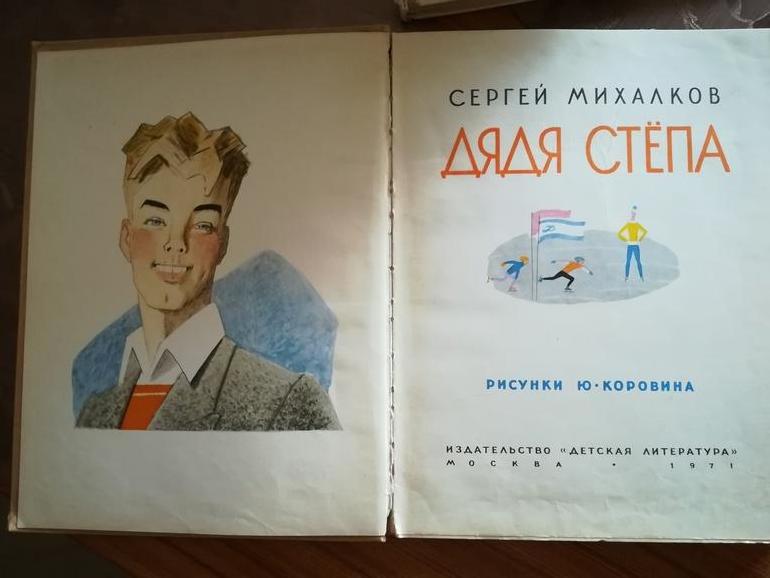 СЕРГЕЙ МИХАЛКОВ
ДЯДЯ СТЁПА
РИСУНКИ Ю·КОРОВИНА
ИЗДАТЕЛЬСТВО «ДЕТСКАЯ ЛИТЕРАТУРА»
МОСКВА • 1971